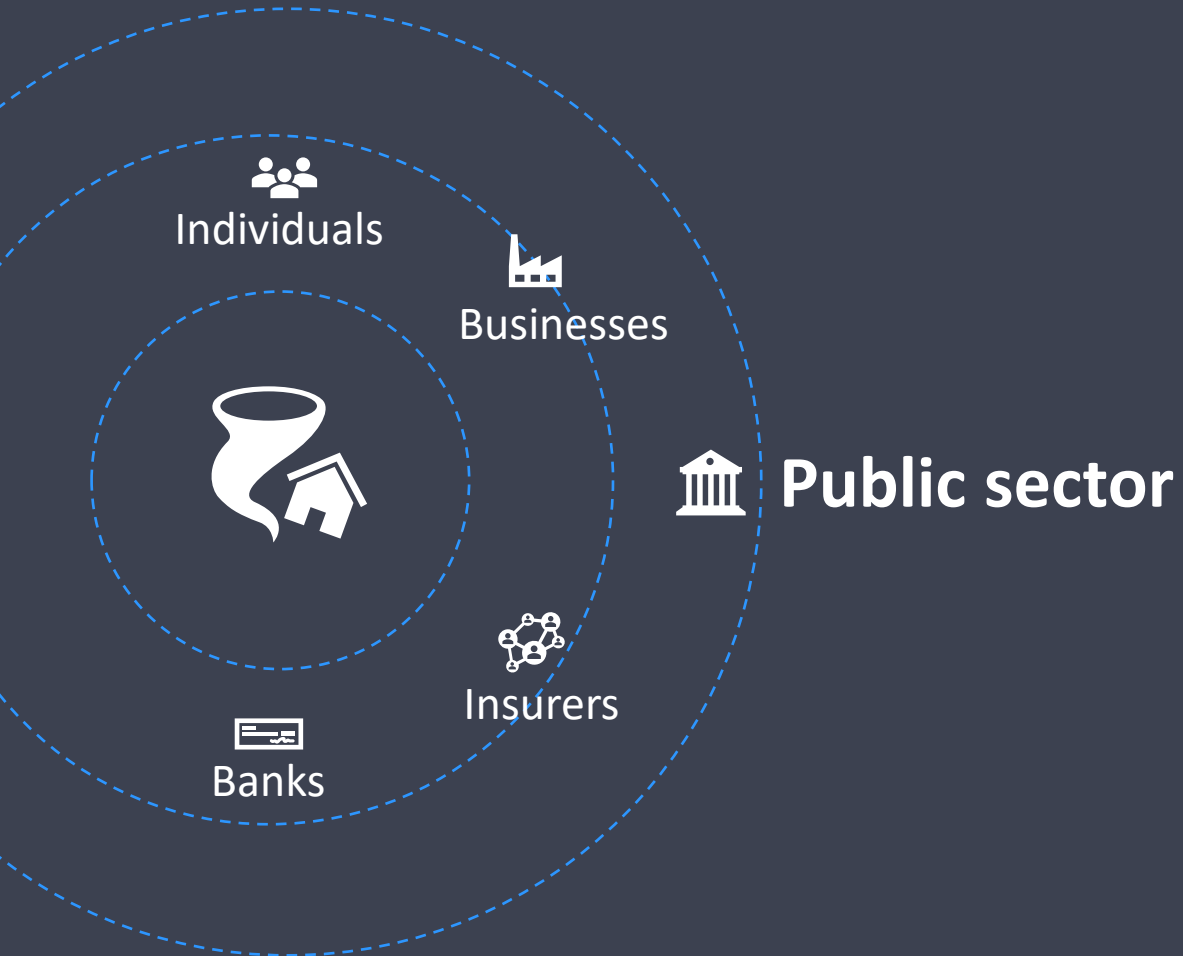 Individuals
Businesses
Public sector
Insurers
Banks